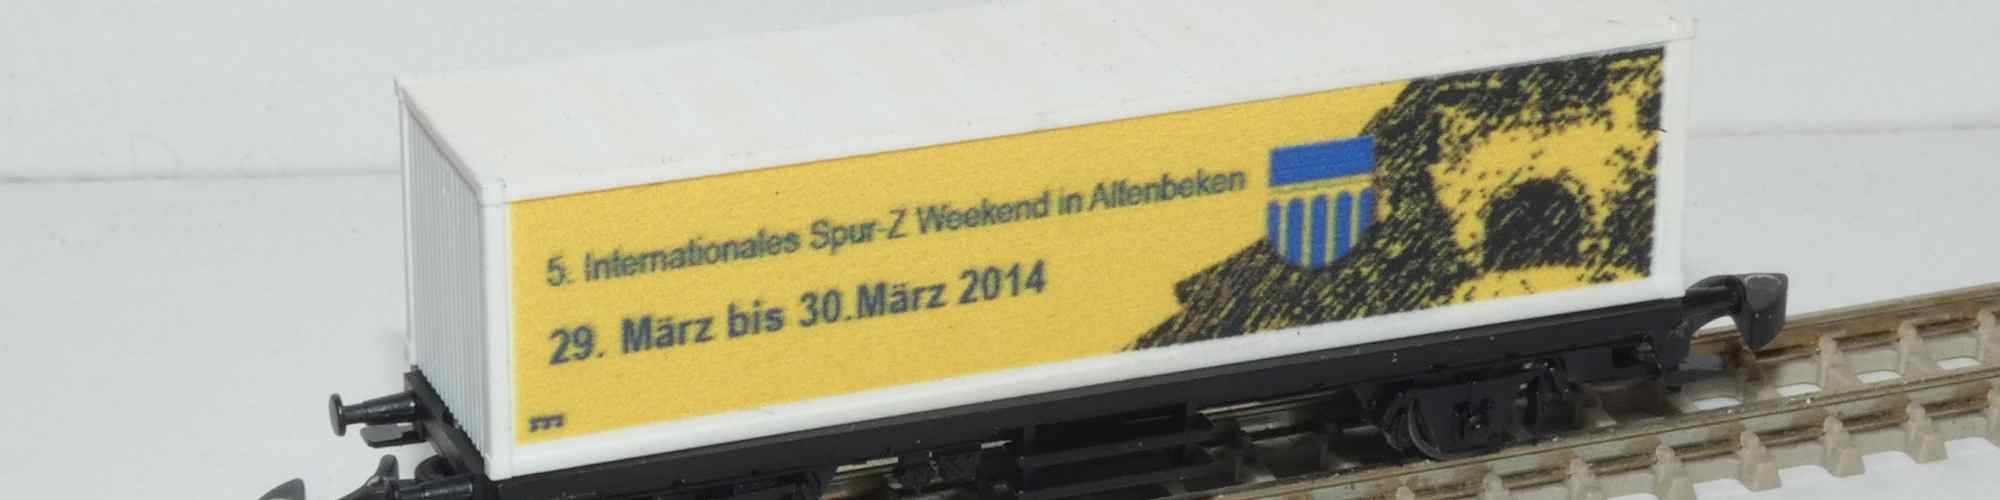 5. Internationales Spur-Z Weekend in Altenbeken
29. März bis 30.März 2014